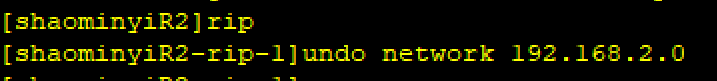 [shaominyiR2]rip
[shaominyiR2-rip-1]undo network 192.168.2.0